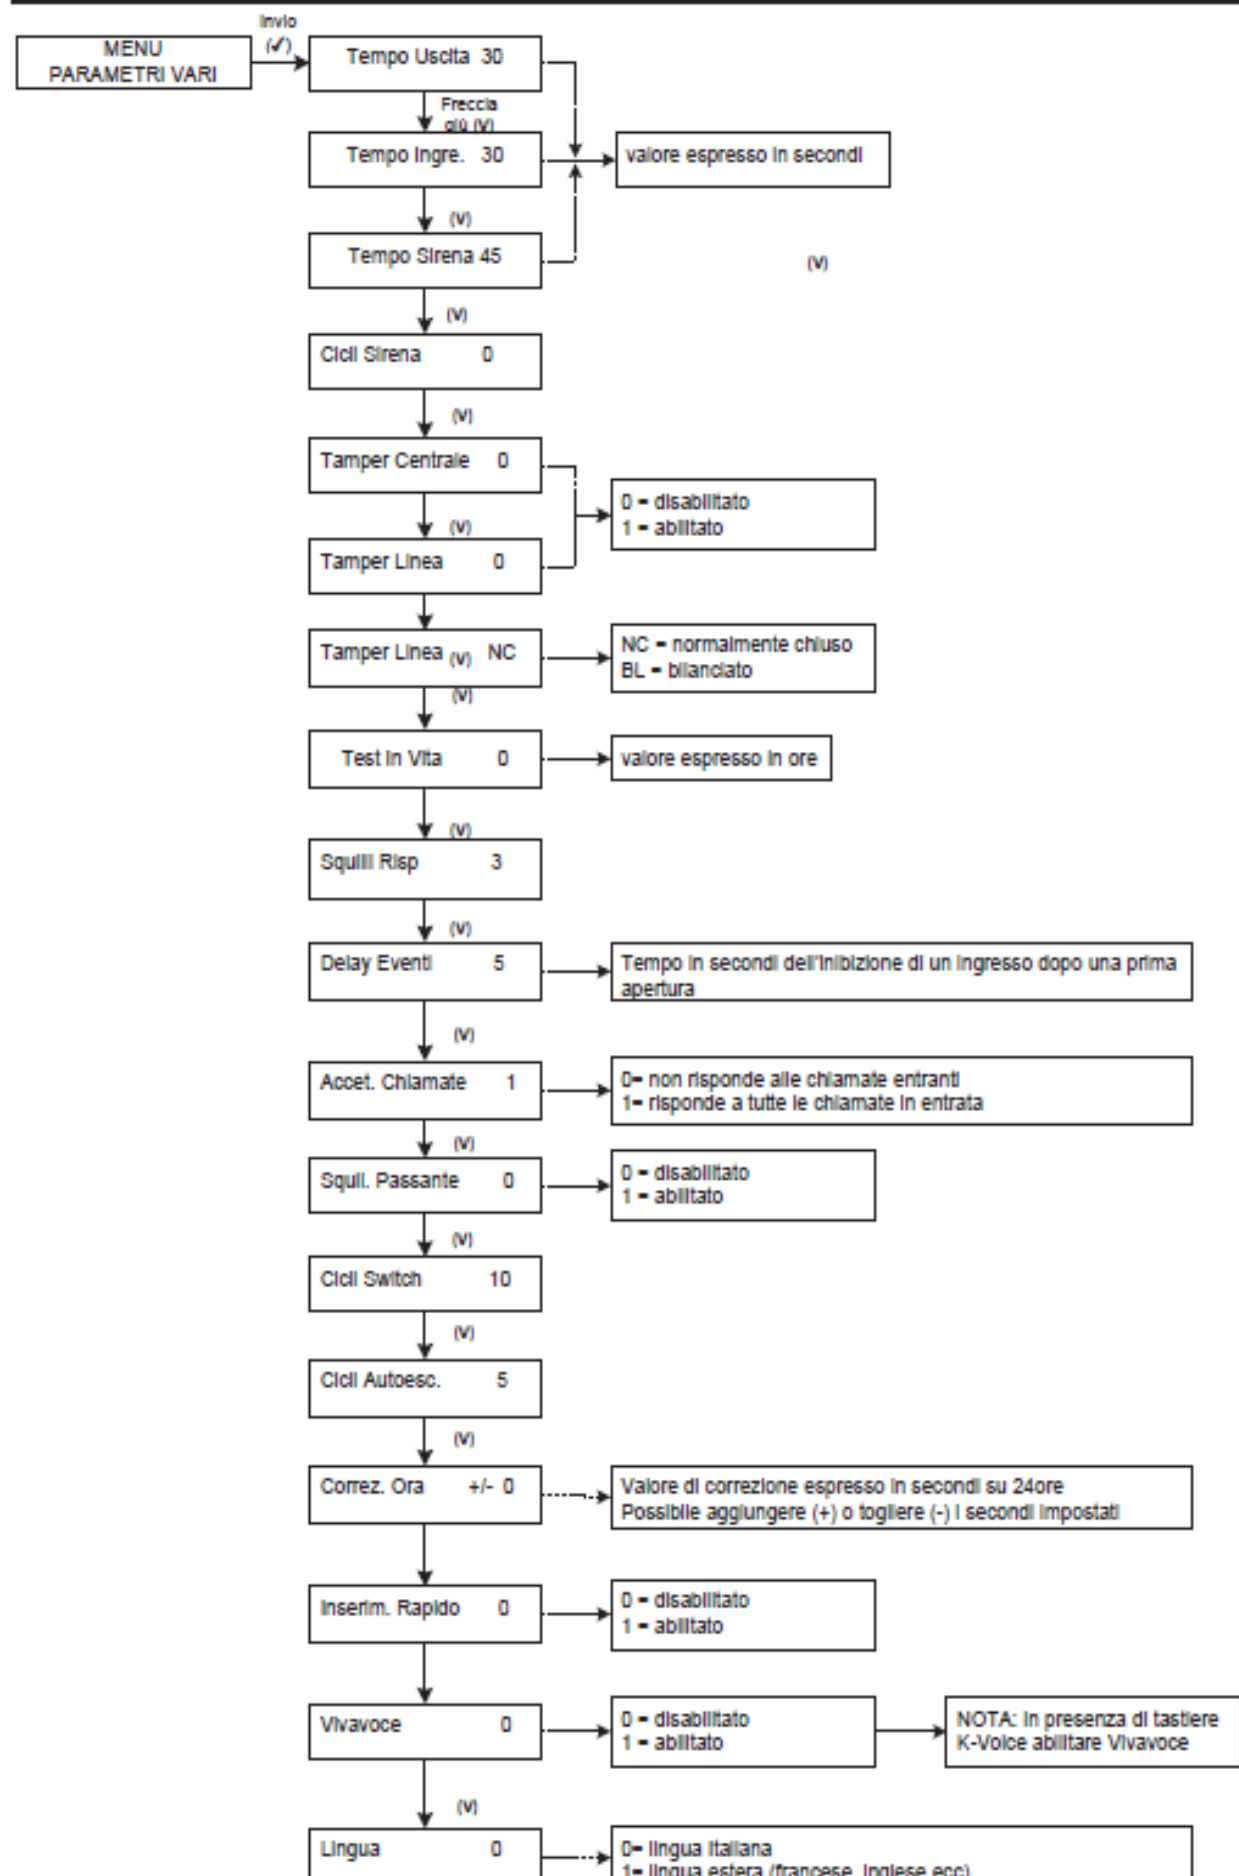 Invio
(✓)
MENU
PARAMETRI VARI
Tempo Uscita 30
Freccia
giù (V)
Tempo Ingre. 30
valore espresso in secondi
(V)
Tempo Sirena 45
(V)
(V)
Cicli Sirena 0
(V)
Tamper Centrale 0
0 = disabilitato
1 = abilitato
(V)
Tamper Linea 0
Tamper Linea (V) NC
NC = normalmente chiuso
BL = bilanciato
(V)
Test in Vita 0
valore espresso in ore
(V)
Squilli Risp 3
(V)
Delay Eventi 5
Tempo in secondi dell'inibizione di un ingresso dopo una prima
apertura
(V)
Accet. Chiamate 1
0= non risponde alle chiamate entranti
1= risponde a tutte le chiamate in entrata
(V)
Squil. Passante 0
0 = disabilitato
1 = abilitato
(V)
Cicli Switch 10
(V)
Cicli Autoesc. 5
(V)
Correz. Ora +/- 0
Valore di correzione espresso in secondi su 24ore
Possibile aggiungere (+) o togliere (-) i secondi impostati
Inserim. Rapido 0
0 = disabilitato
1 = abilitato
Vivavoce 0
0 = disabilitato
1 = abilitato
NOTA: In presenza di tastiere
K-Voice abilitare Vivavoce
(V)
Lingua 0
0= lingua italiana
1= lingua estera (francese, inglese ecc)